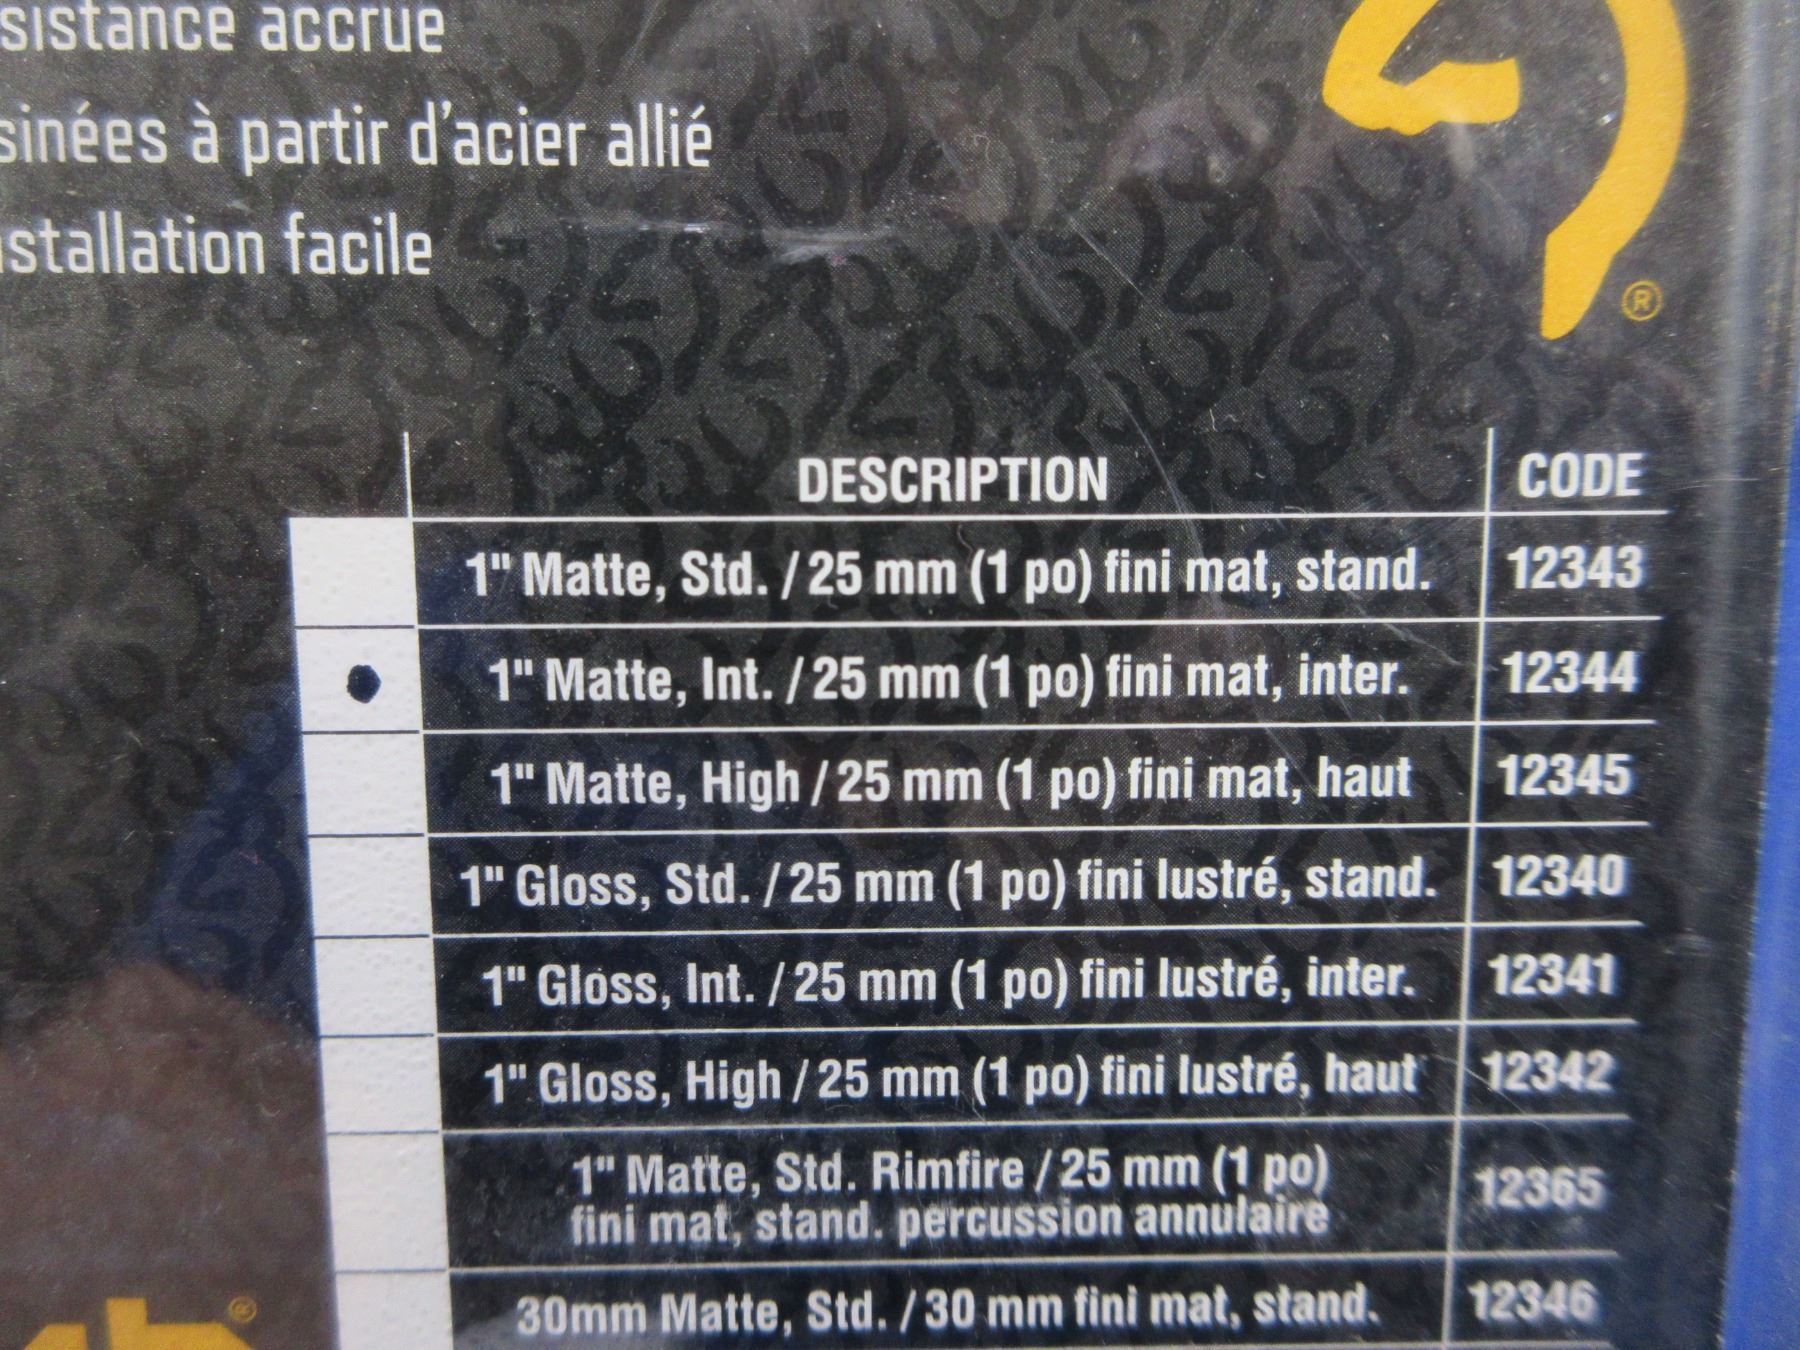 sistance accrue
sinées à partir d'acier allié
stallation facile
®
DESCRIPTION CODE
1" Matte, Std. / 25 mm (1 po) fini mat, stand. 12343
1" Matte, Int. / 25 mm (1 po) fini mat, inter. 12344
1" Matte, High / 25 mm (1 po) fini mat, haut 12345
1" Gloss, Std. / 25 mm (1 po) fini lustré, stand. 12340
1" Gloss, Int. / 25 mm (1 po) fini lustré, inter. 12341
1" Gloss, High / 25 mm (1 po) fini lustré, haut 12342
1" Matte, Std. Rimfire / 25 mm (1 po)
fini mat, stand. percussion annulaire 12365
30mm Matte, Std. / 30 mm fini mat, stand. 12346
®